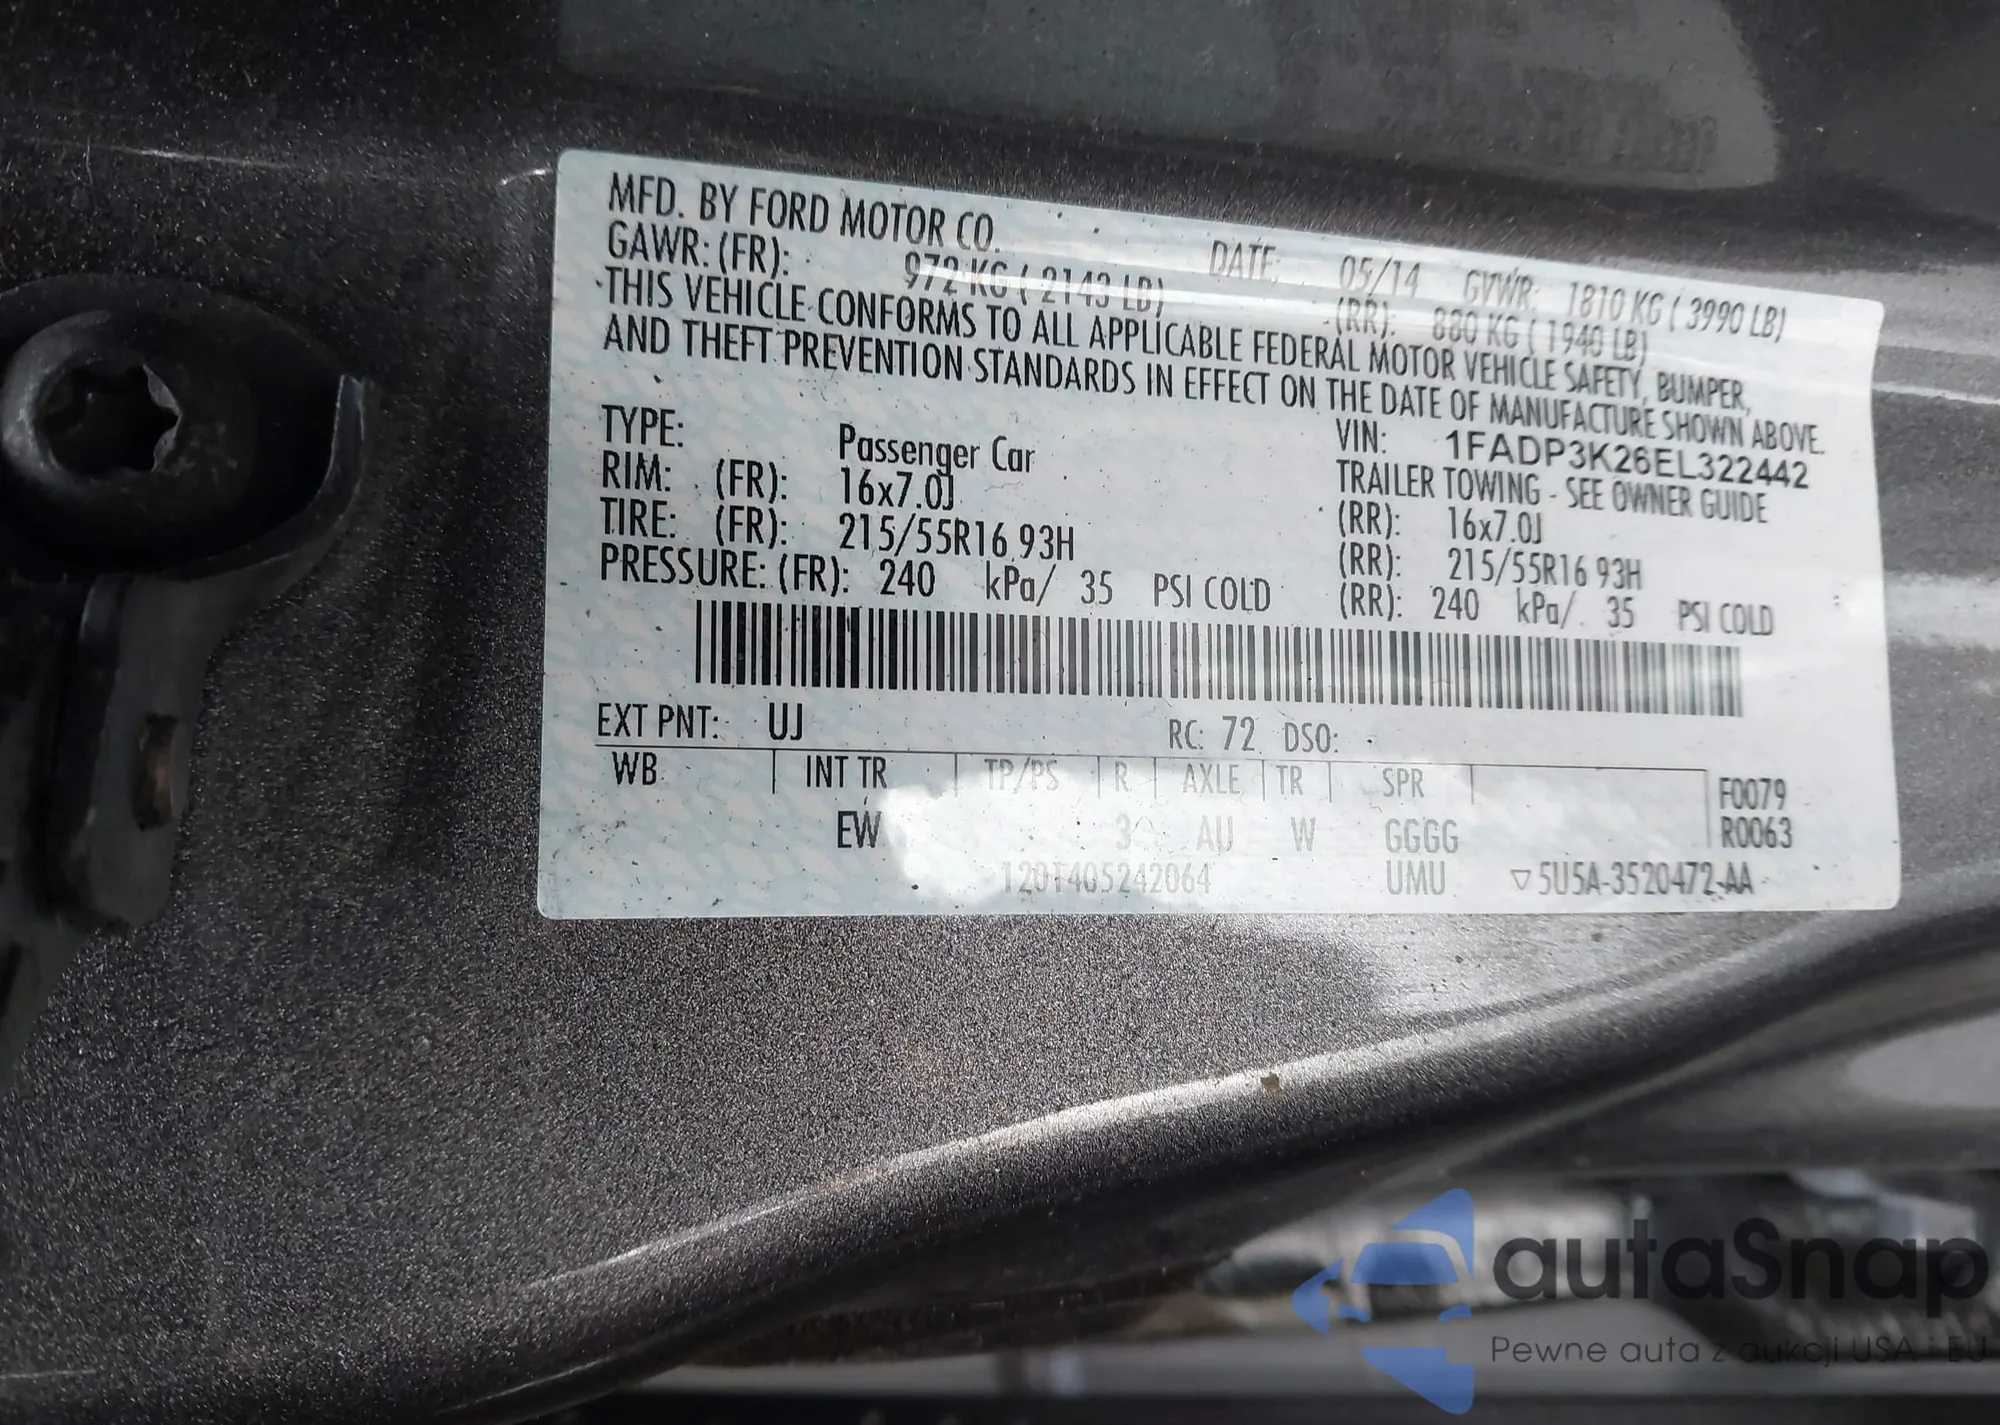 MFD. BY FORD MOTOR CO. DATE: 05/14 GVWR: 1810 KG ( 3990 LB)
GAWR: (FR): 972 KG ( 2143 LB) (RR): 880 KG ( 1940 LB)
THIS VEHICLE CONFORMS TO ALL APPLICABLE FEDERAL MOTOR VEHICLE SAFETY, BUMPER,
AND THEFT PREVENTION STANDARDS IN EFFECT ON THE DATE OF MANUFACTURE SHOWN ABOVE.
VIN: 1FADP3K26EL322442
TYPE: Passenger Car TRAILER TOWING - SEE OWNER GUIDE
RIM: (FR): 16x7.0J (RR): 16x7.0J
TIRE: (FR): 215/55R16 93H (RR): 215/55R16 93H
PRESSURE: (FR): 240 kPa/ 35 PSI COLD (RR): 240 kPa/ 35 PSI COLD
EXT PNT: UJ RC: 72 DSO:
WB INT TR TP/PS R AXLE TR SPR F0079
EW 3 AU W GGGG R0063
120T405242064 UMU ▽5U5A-3520472-AA
autaSnap
Pewne auta z aukcji USA i EU